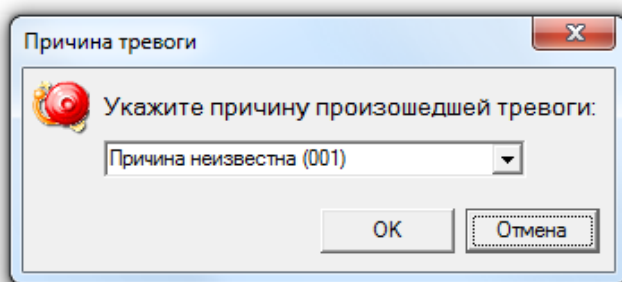 Причина тревоги
Укажите причину произошедшей тревоги:
Причина неизвестна (001)
OK
Отмена